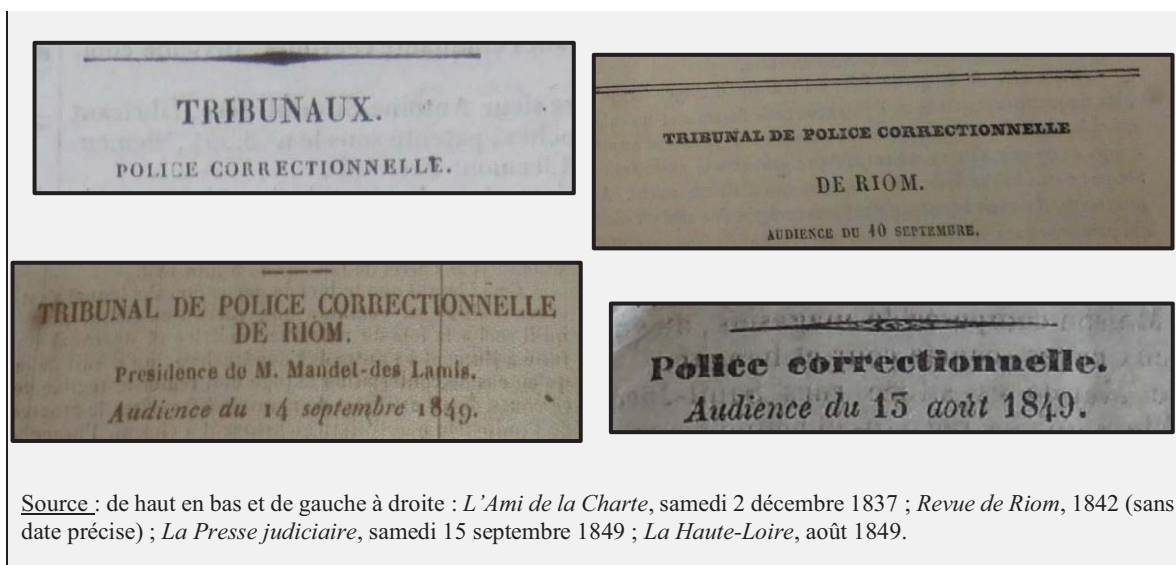 TRIBUNAUX.
POLICE CORRECTIONNELLE.
TRIBUNAL DE POLICE CORRECTIONNELLE
DE RIOM.
AUDIENCE DU 10 SEPTEMBRE.
TRIBUNAL DE POLICE CORRECTIONNELLE
DE RIOM.
Presidence de M. Mandet-des Lamis.
Audience du 14 septembre 1849.
Police correctionnelle.
Audience du 13 août 1849.
Source : de haut en bas et de gauche à droite : L'Ami de la Charte, samedi 2 décembre 1837 ; Revue de Riom, 1842 (sans
date précise) ; La Presse judiciaire, samedi 15 septembre 1849 ; La Haute-Loire, août 1849.